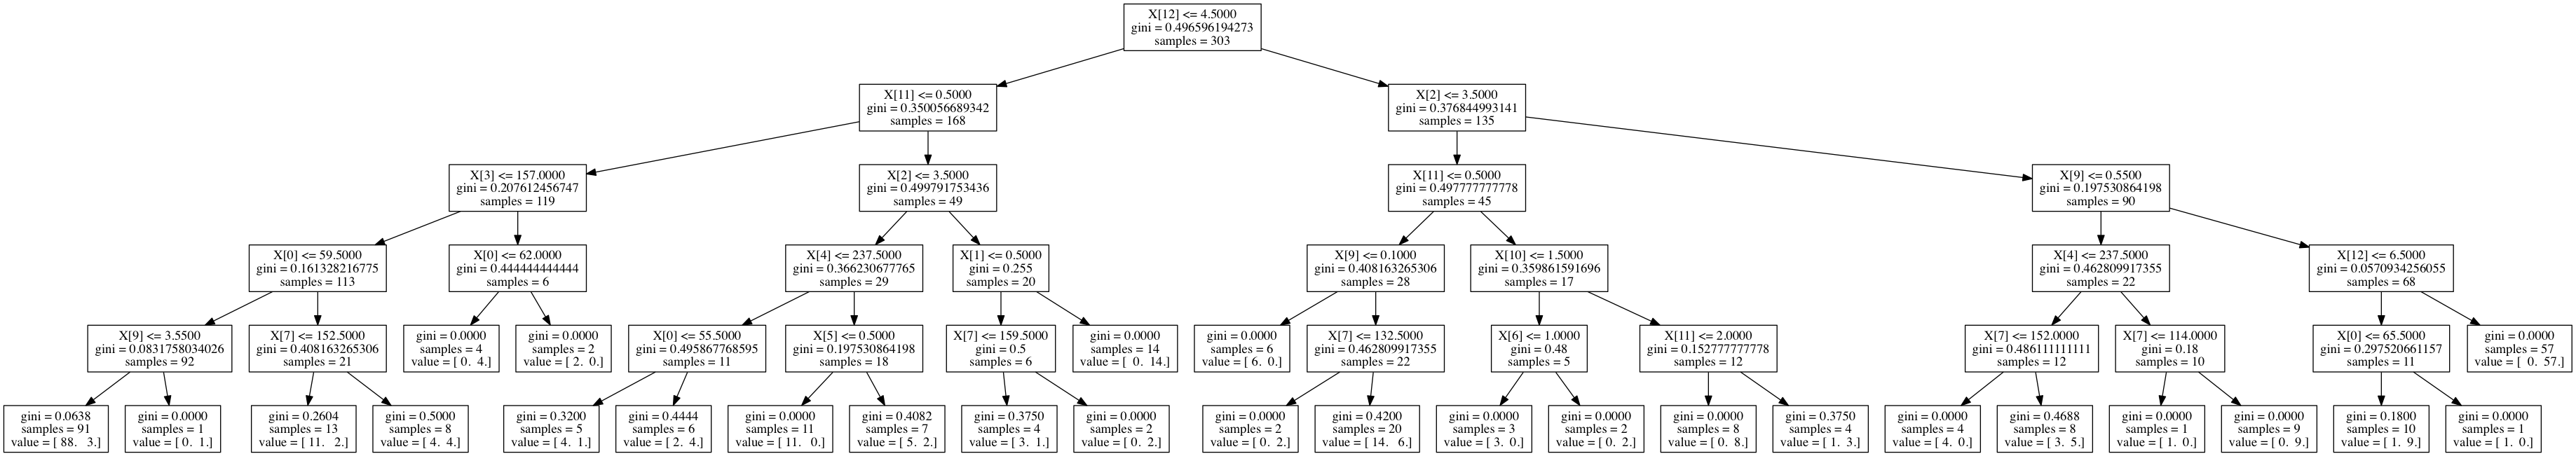 X[12] <= 4.5000
gini = 0.496596194273
samples = 303
X[11] <= 0.5000
gini = 0.350056689342
samples = 168
X[2] <= 3.5000
gini = 0.376844993141
samples = 135
X[3] <= 157.0000
gini = 0.207612456747
samples = 119
X[2] <= 3.5000
gini = 0.499791753436
samples = 49
X[11] <= 0.5000
gini = 0.497777777778
samples = 45
X[9] <= 0.5500
gini = 0.197530864198
samples = 90
X[0] <= 59.5000
gini = 0.161328216775
samples = 113
X[0] <= 62.0000
gini = 0.444444444444
samples = 6
X[4] <= 237.5000
gini = 0.366230677765
samples = 29
X[1] <= 0.5000
gini = 0.255
samples = 20
X[9] <= 0.1000
gini = 0.408163265306
samples = 28
X[10] <= 1.5000
gini = 0.359861591696
samples = 17
X[4] <= 237.5000
gini = 0.462809917355
samples = 22
X[12] <= 6.5000
gini = 0.0570934256055
samples = 68
X[9] <= 3.5500
gini = 0.0831758034026
samples = 92
X[7] <= 152.5000
gini = 0.408163265306
samples = 21
gini = 0.0000
samples = 4
value = [ 0. 4.]
gini = 0.0000
samples = 2
value = [ 2. 0.]
X[0] <= 55.5000
gini = 0.495867768595
samples = 11
X[5] <= 0.5000
gini = 0.197530864198
samples = 18
X[7] <= 159.5000
gini = 0.5
samples = 6
gini = 0.0000
samples = 14
value = [ 0. 14.]
gini = 0.0000
samples = 6
value = [ 6. 0.]
X[7] <= 132.5000
gini = 0.462809917355
samples = 22
X[6] <= 1.0000
gini = 0.48
samples = 5
X[11] <= 2.0000
gini = 0.152777777778
samples = 12
X[7] <= 152.0000
gini = 0.486111111111
samples = 12
X[7] <= 114.0000
gini = 0.18
samples = 10
X[0] <= 65.5000
gini = 0.297520661157
samples = 11
gini = 0.0000
samples = 57
value = [ 0. 57.]
gini = 0.0638
samples = 91
value = [ 88. 3.]
gini = 0.0000
samples = 1
value = [ 0. 1.]
gini = 0.2604
samples = 13
value = [ 11. 2.]
gini = 0.5000
samples = 8
value = [ 4. 4.]
gini = 0.3200
samples = 5
value = [ 4. 1.]
gini = 0.4444
samples = 6
value = [ 2. 4.]
gini = 0.0000
samples = 11
value = [ 11. 0.]
gini = 0.4082
samples = 7
value = [ 5. 2.]
gini = 0.3750
samples = 4
value = [ 3. 1.]
gini = 0.0000
samples = 2
value = [ 0. 2.]
gini = 0.0000
samples = 2
value = [ 0. 2.]
gini = 0.4200
samples = 20
value = [ 14. 6.]
gini = 0.0000
samples = 3
value = [ 3. 0.]
gini = 0.0000
samples = 2
value = [ 0. 2.]
gini = 0.0000
samples = 8
value = [ 0. 8.]
gini = 0.3750
samples = 4
value = [ 1. 3.]
gini = 0.0000
samples = 4
value = [ 4. 0.]
gini = 0.4688
samples = 8
value = [ 3. 5.]
gini = 0.0000
samples = 1
value = [ 1. 0.]
gini = 0.0000
samples = 9
value = [ 0. 9.]
gini = 0.1800
samples = 10
value = [ 1. 9.]
gini = 0.0000
samples = 1
value = [ 1. 0.]